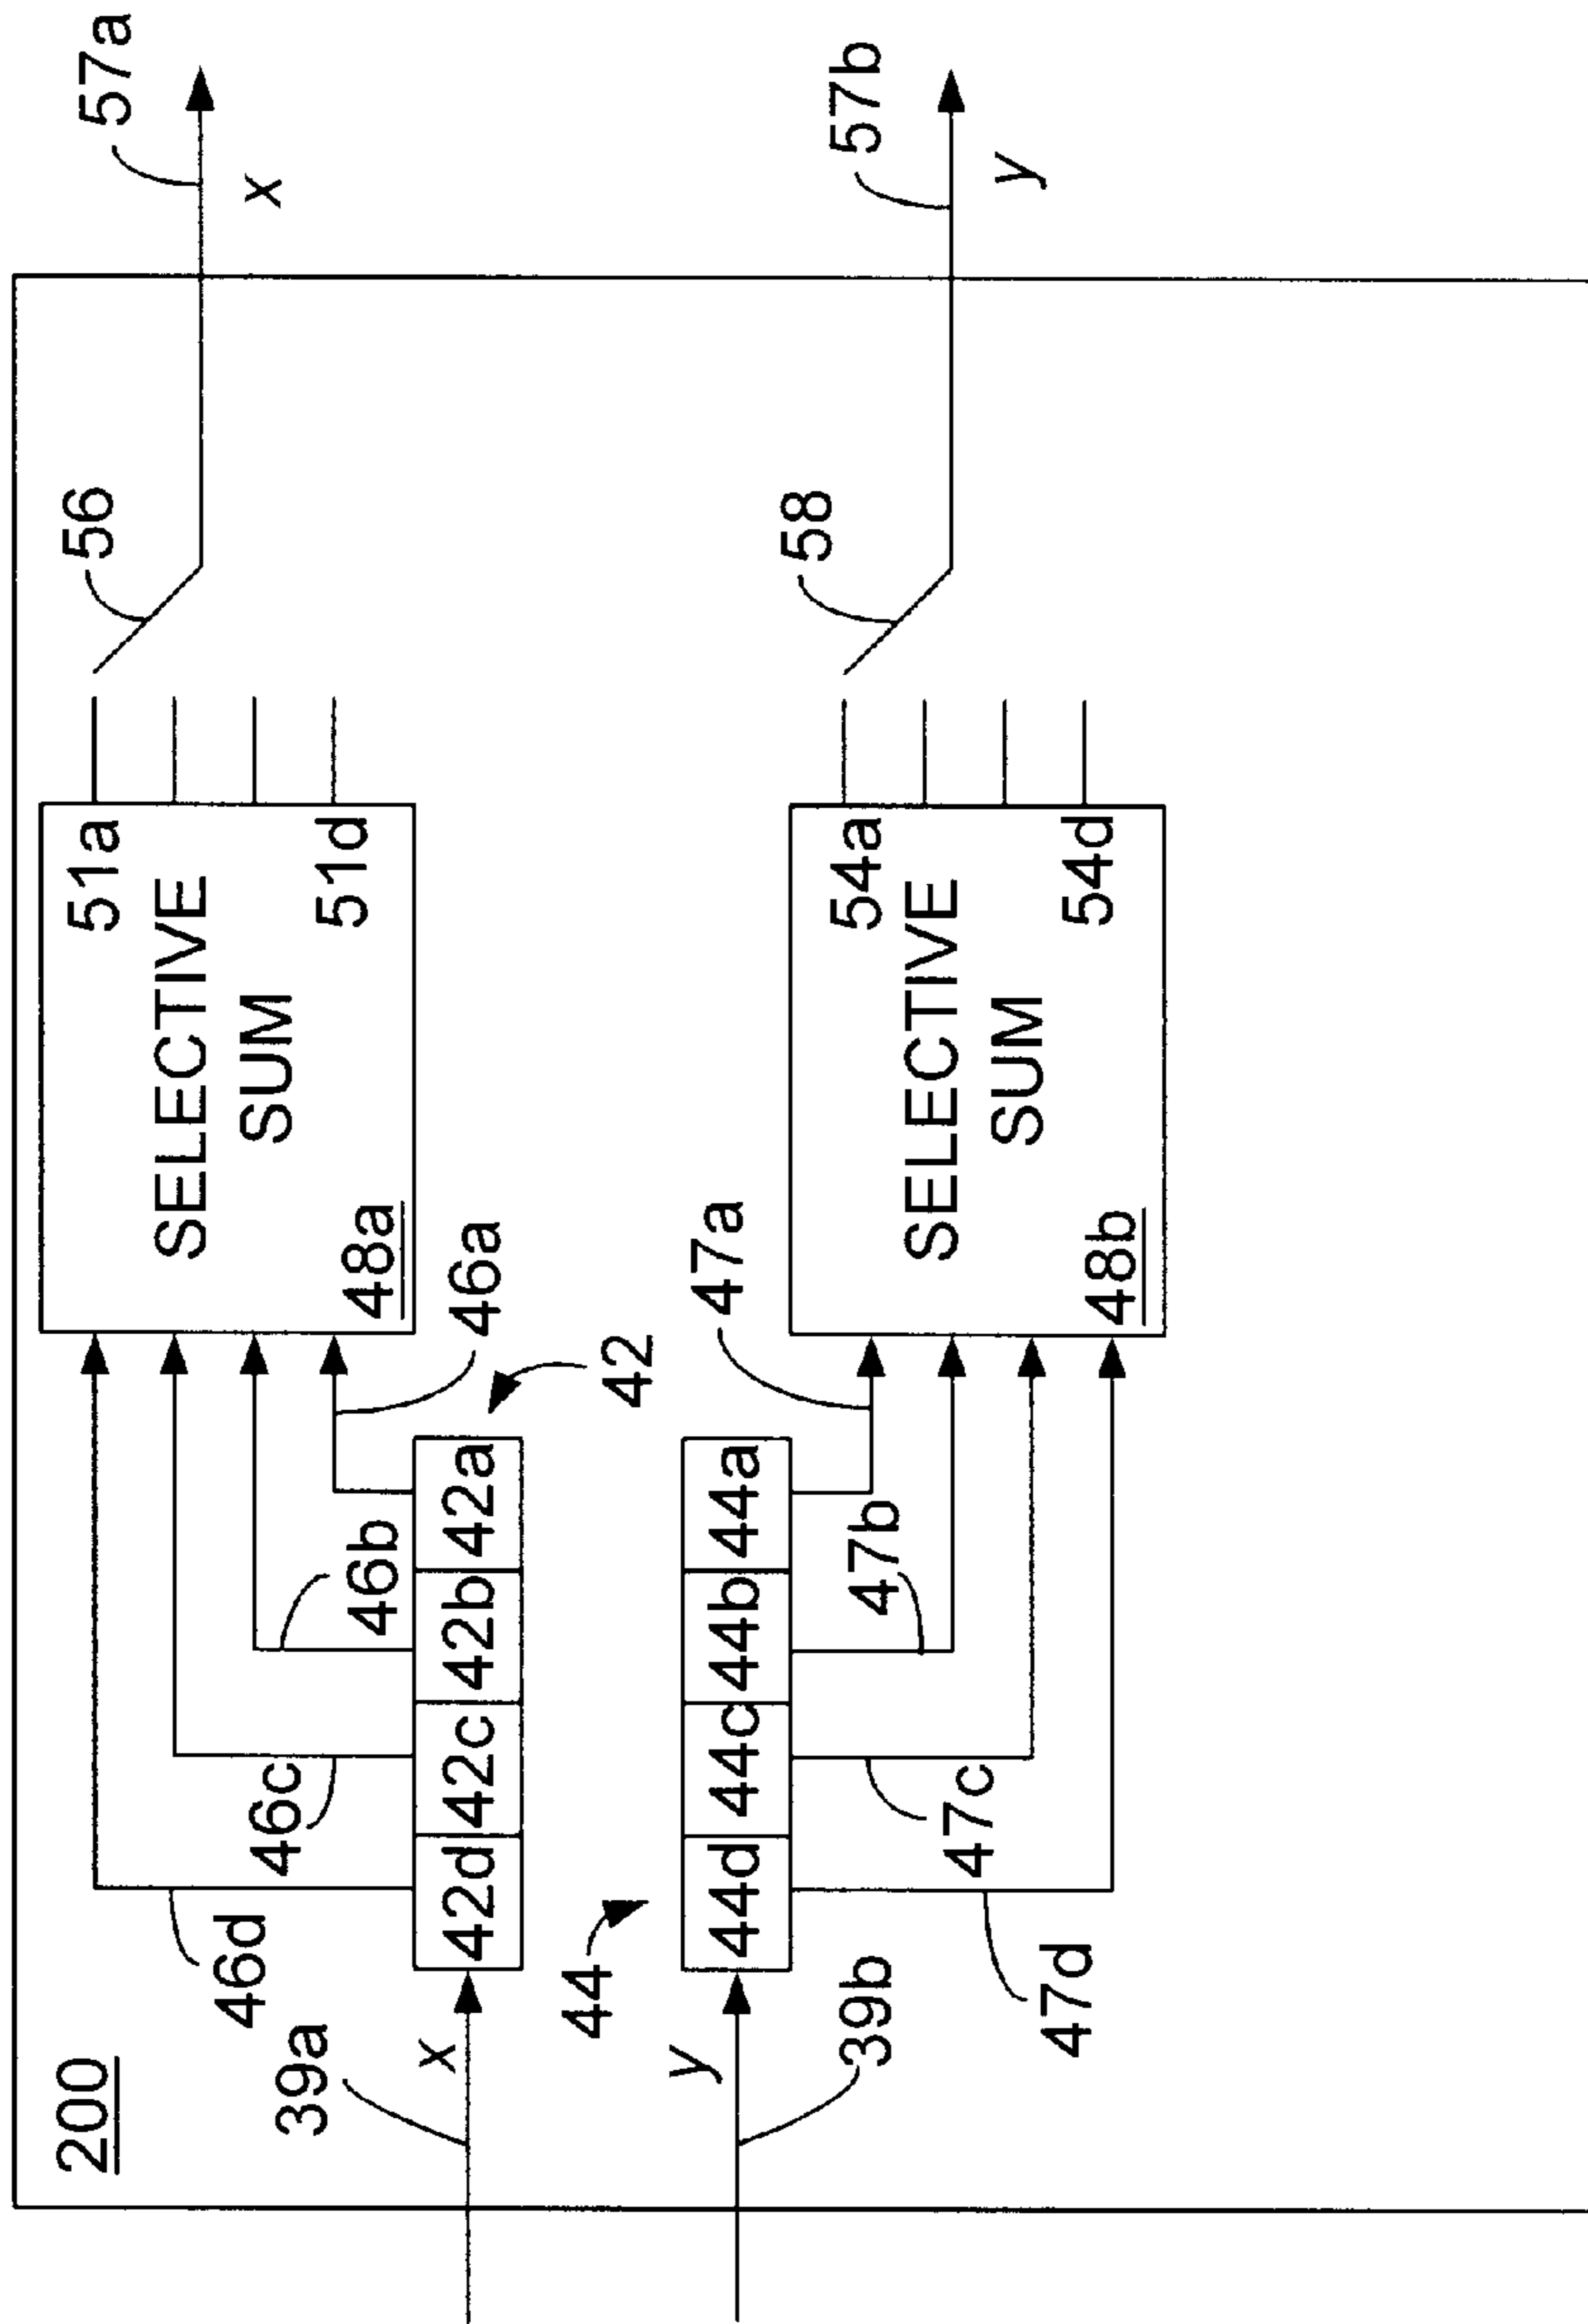 200
46d
46c
46b
39a
x
42d
42c
42b
42a
46a
42
48a
SELECTIVE
SUM
51a
51d
56
57a
x
44
y
39b
44d
44c
44b
44a
47d
47c
47b
47a
48b
SELECTIVE
SUM
54a
54d
58
57b
y